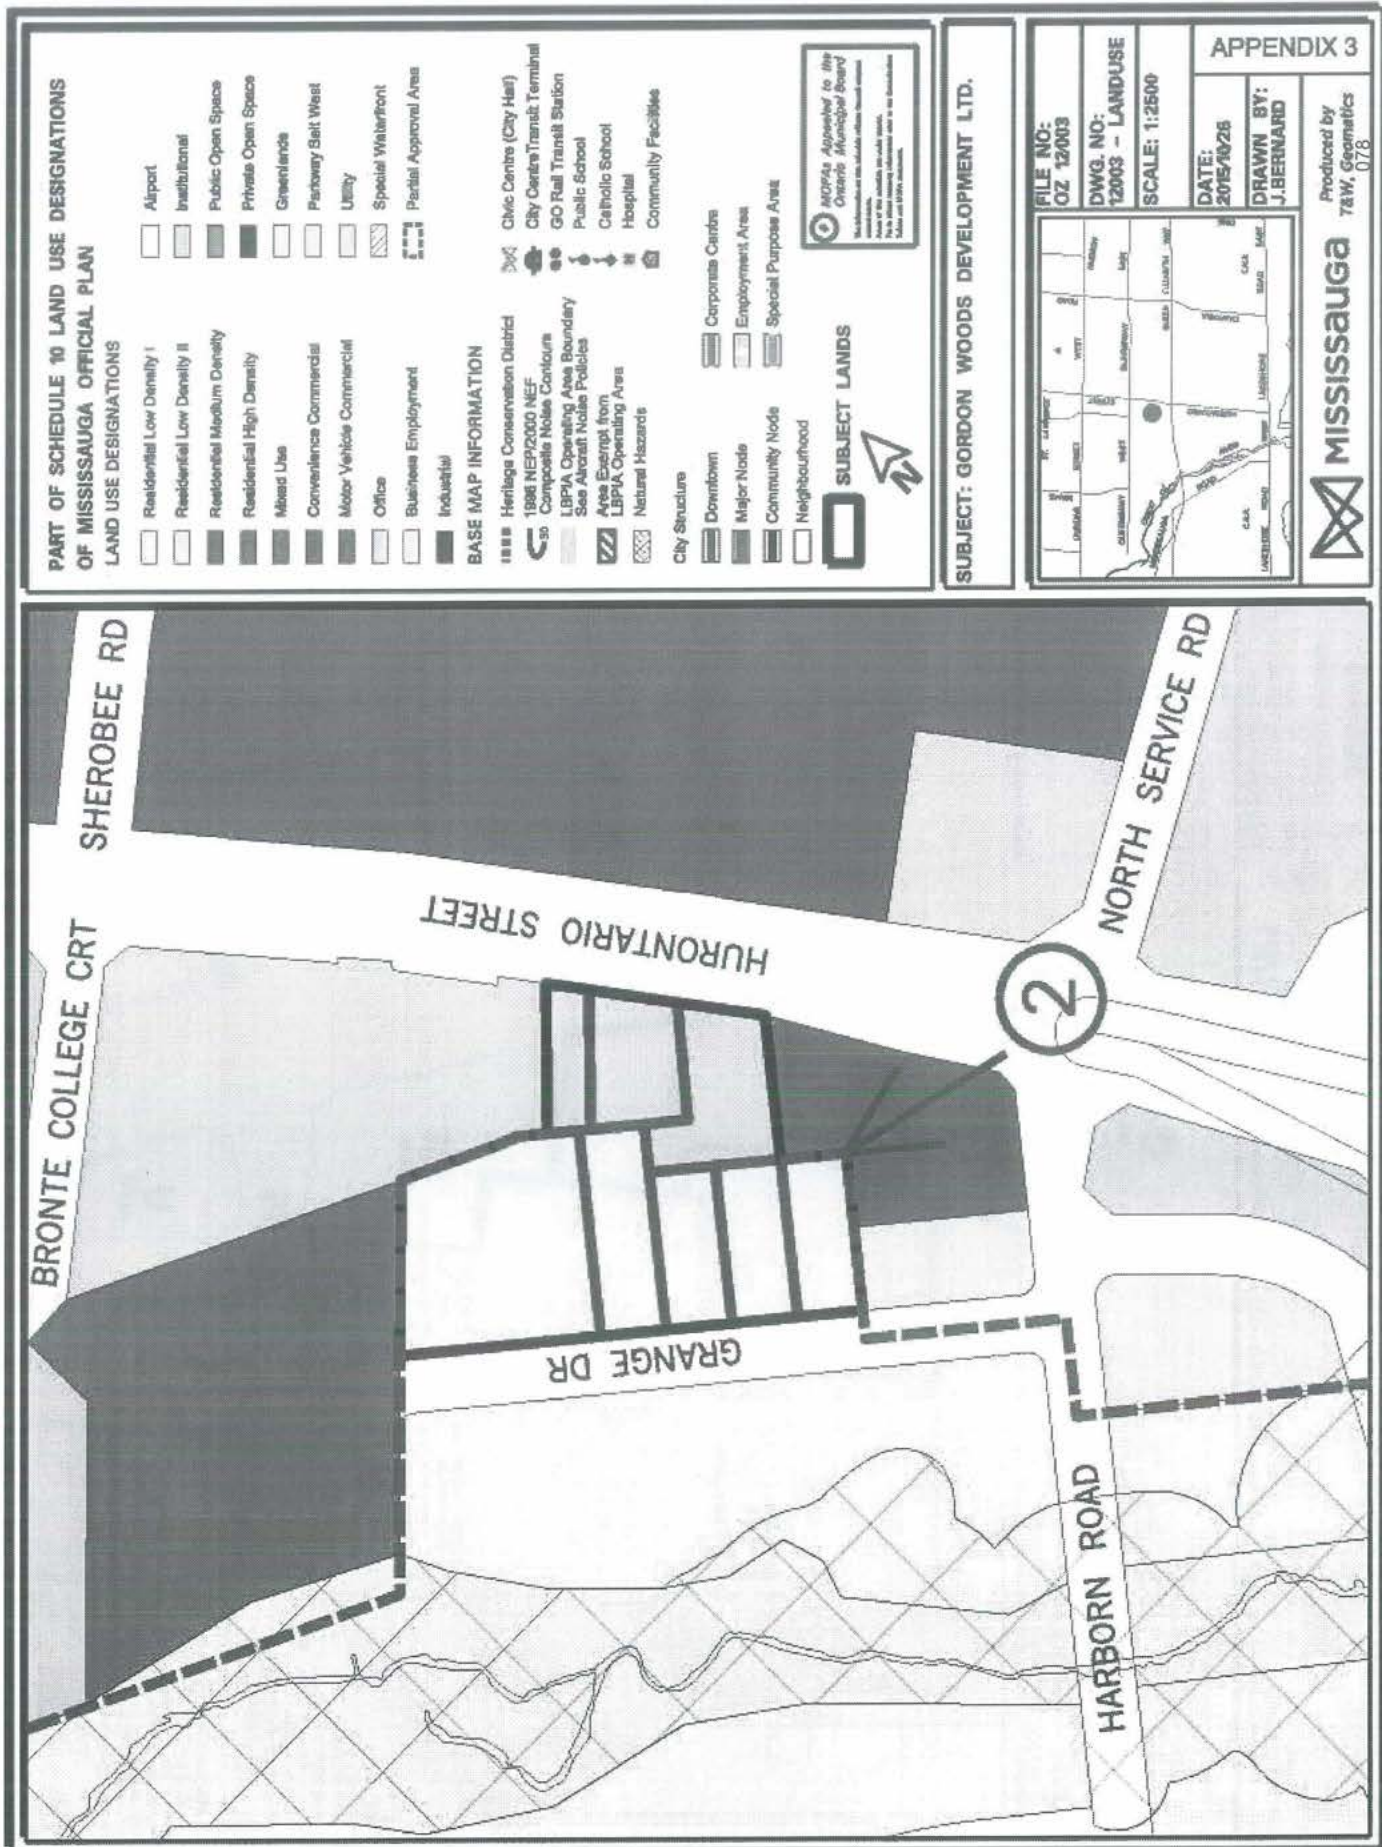 BRONTE COLLEGE CRT
SHEROBEE RD
HURONTARIO STREET
GRANGE DR
HARBORN ROAD
NORTH SERVICE RD
2
PART OF SCHEDULE 10 LAND USE DESIGNATIONS
OF MISSISSAUGA OFFICIAL PLAN
LAND USE DESIGNATIONS
Residential Low Density I
Residential Low Density II
Residential Medium Density
Residential High Density
Mixed Use
Convenience Commercial
Motor Vehicle Commercial
Office
Business Employment
Industrial
Airport
Institutional
Public Open Space
Private Open Space
Greenlands
Parkway Belt West
Utility
Special Waterfront
Partial Approval Area
BASE MAP INFORMATION
Heritage Conservation District
1996 NEP/2000 NEF
Composite Noise Contours
30
LBPIA Operating Area Boundary
See Aircraft Noise Policies
Area Exempt from
LBPIA Operating Area
Natural Hazards
Civic Centre (City Hall)
City Centre Transit Terminal
GO Rail Transit Station
Public School
Catholic School
Hospital
Community Facilities
City Structure
Downtown
Major Node
Community Node
Neighbourhood
Corporate Centre
Employment Area
Special Purpose Area
SUBJECT LANDS
MOPAs Appealed to the
Ontario Municipal Board
SUBJECT: GORDON WOODS DEVELOPMENT LTD.
FILE NO:
OZ 12/003
DWG. NO:
12003 - LANDUSE
SCALE: 1:2500
DATE:
2015/10/26
DRAWN BY:
J.BERNARD
APPENDIX 3
MISSISSAUGA
Produced by
T&W, Geomatics
078